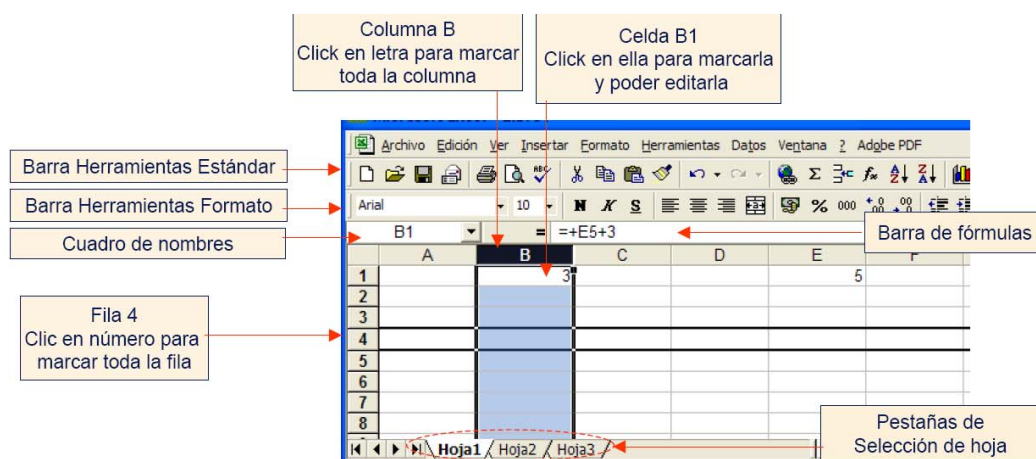 Columna B
Click en letra para marcar
toda la columna
Celda B1
Click en ella para marcarla
y poder editarla
Archivo Edición Ver Insertar Formato Herramientas Datos Ventana ? Adobe PDF
Barra Herramientas Estándar
Barra Herramientas Formato
Arial 10 N K S % 000
Cuadro de nombres
B1 = =+E5+3
Barra de fórmulas
A B C D E F
1 3 5
2
3
Fila 4
Clic en número para
marcar toda la fila
4
5
6
7
8
Pestañas de
Selección de hoja
Hoja1 Hoja2 Hoja3